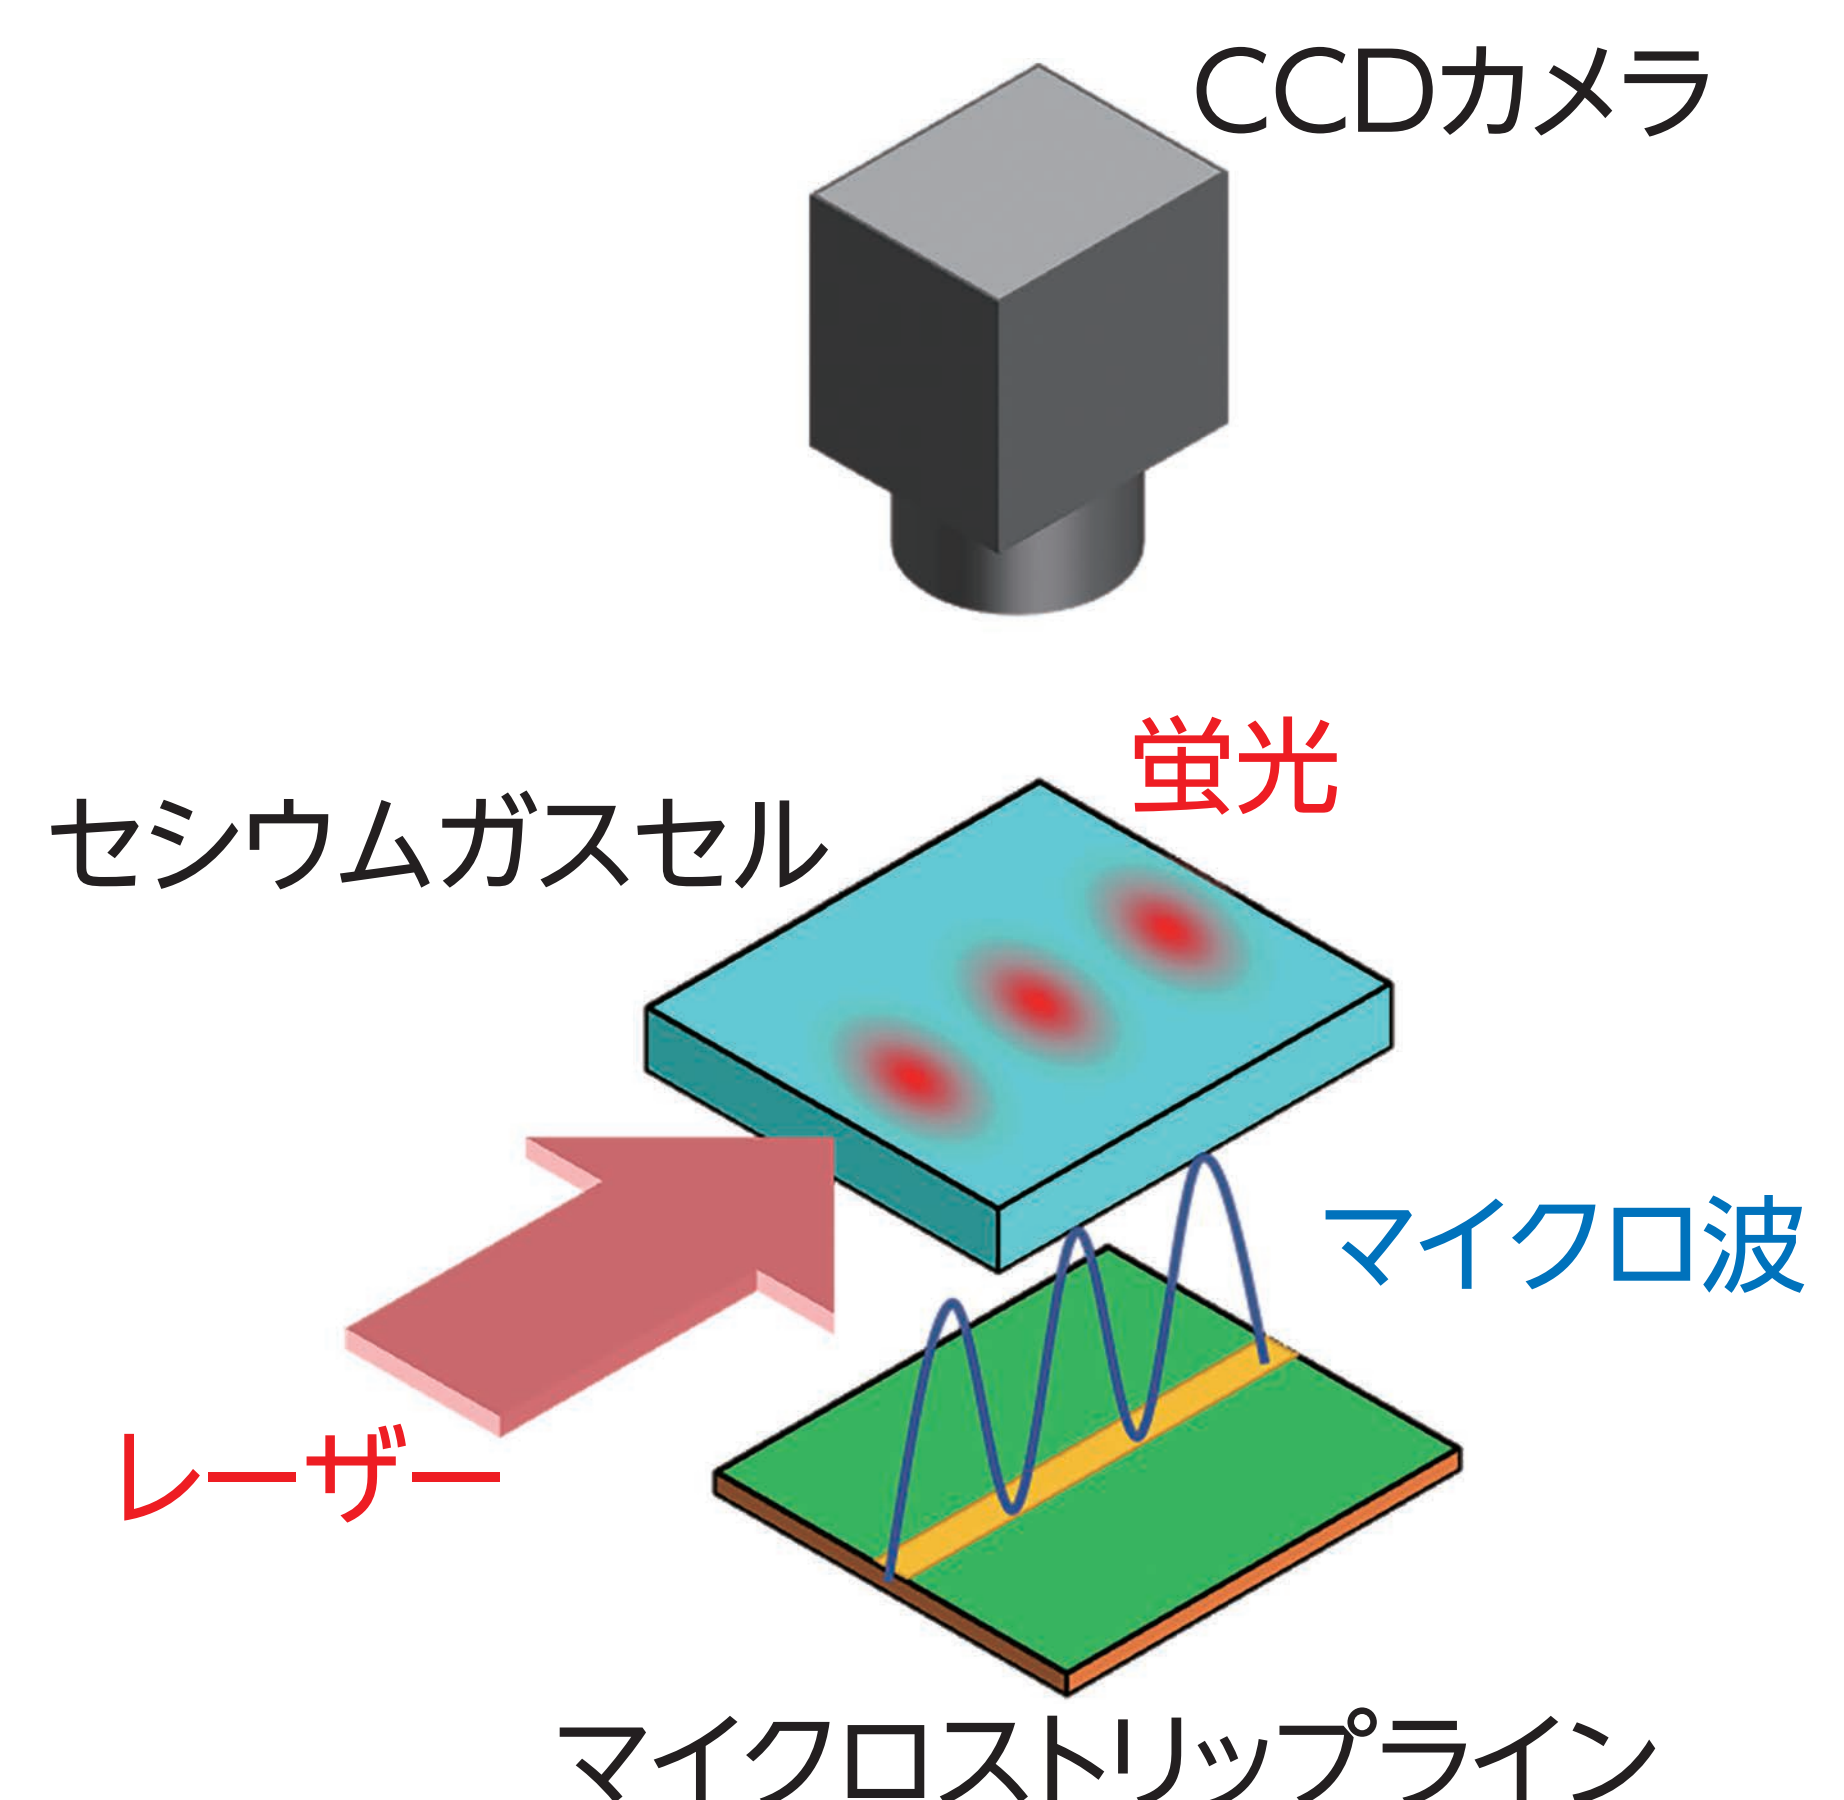 CCDカメラ
蛍光
セシウムガスセル
マイクロ波
レーザー
マイクロストリップライン